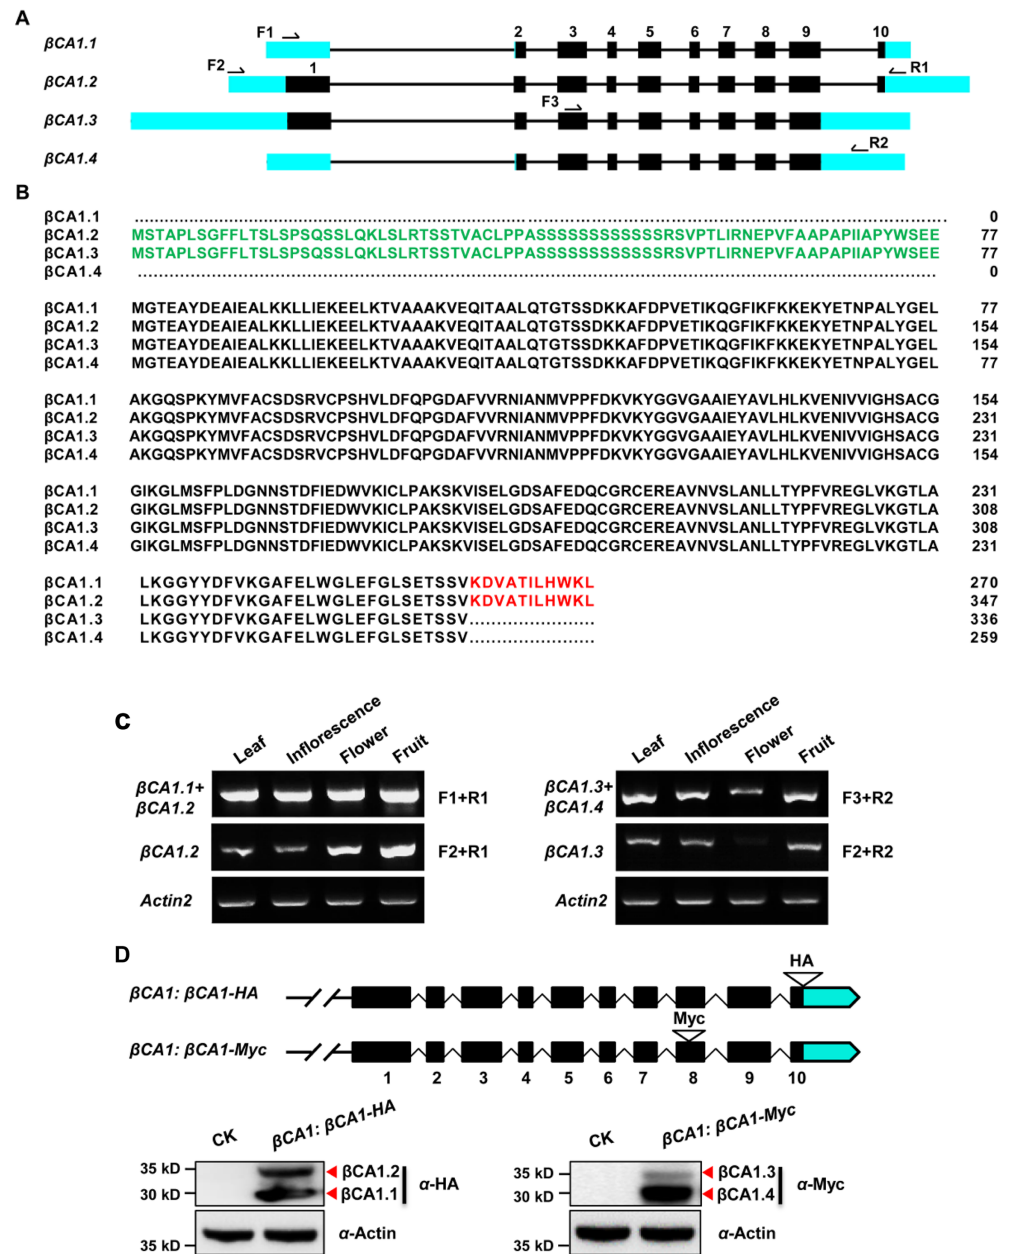 A
F1
βCA1.1
2 3 4 5 6 7 8 9 10
F2
1
βCA1.2
R1
F3
βCA1.3
βCA1.4
R2
B
βCA1.1 ................................................................................ 0
βCA1.2 MSTAPLSGFFLTSLSPSQSSLQKLSLRTSSTVACLPPASSSSSSSSSSSSSRSVPTLIRNEPVFAAPAPIIAPYWSEE 77
βCA1.3 MSTAPLSGFFLTSLSPSQSSLQKLSLRTSSTVACLPPASSSSSSSSSSSSSRSVPTLIRNEPVFAAPAPIIAPYWSEE 77
βCA1.4 ................................................................................ 0
βCA1.1 MGTEAYDEAIEALKKLLIEKEELKTVAAAKVEQITAALQTGTSSDKKAFDPVETIKQGFIKFKKEKYETNPALYGEL 77
βCA1.2 MGTEAYDEAIEALKKLLIEKEELKTVAAAKVEQITAALQTGTSSDKKAFDPVETIKQGFIKFKKEKYETNPALYGEL 154
βCA1.3 MGTEAYDEAIEALKKLLIEKEELKTVAAAKVEQITAALQTGTSSDKKAFDPVETIKQGFIKFKKEKYETNPALYGEL 154
βCA1.4 MGTEAYDEAIEALKKLLIEKEELKTVAAAKVEQITAALQTGTSSDKKAFDPVETIKQGFIKFKKEKYETNPALYGEL 77
βCA1.1 AKGQSPKYMVFACSDSRVCPSHVLDFQPGDAFVVRNIANMVPPFDKVKYGGVGAAIEYAVLHLKVENIVVIGHSACG 154
βCA1.2 AKGQSPKYMVFACSDSRVCPSHVLDFQPGDAFVVRNIANMVPPFDKVKYGGVGAAIEYAVLHLKVENIVVIGHSACG 231
βCA1.3 AKGQSPKYMVFACSDSRVCPSHVLDFQPGDAFVVRNIANMVPPFDKVKYGGVGAAIEYAVLHLKVENIVVIGHSACG 231
βCA1.4 AKGQSPKYMVFACSDSRVCPSHVLDFQPGDAFVVRNIANMVPPFDKVKYGGVGAAIEYAVLHLKVENIVVIGHSACG 154
βCA1.1 GIKGLMSFPLDGNNSTDFIEDWVKICLPAKSKVISELGDSAFEDQCGRCEREAVNVSLANLLTYPFVREGLVKGTLA 231
βCA1.2 GIKGLMSFPLDGNNSTDFIEDWVKICLPAKSKVISELGDSAFEDQCGRCEREAVNVSLANLLTYPFVREGLVKGTLA 308
βCA1.3 GIKGLMSFPLDGNNSTDFIEDWVKICLPAKSKVISELGDSAFEDQCGRCEREAVNVSLANLLTYPFVREGLVKGTLA 308
βCA1.4 GIKGLMSFPLDGNNSTDFIEDWVKICLPAKSKVISELGDSAFEDQCGRCEREAVNVSLANLLTYPFVREGLVKGTLA 231
βCA1.1 LKGGYYDFVKGAFELWGLEFGLSETSSVKDVATILHWKL 270
βCA1.2 LKGGYYDFVKGAFELWGLEFGLSETSSVKDVATILHWKL 347
βCA1.3 LKGGYYDFVKGAFELWGLEFGLSETSSV....................... 336
βCA1.4 LKGGYYDFVKGAFELWGLEFGLSETSSV....................... 259
C
Leaf Inflorescence Flower Fruit
βCA1.1+
βCA1.2
F1+R1
βCA1.2 F2+R1
Actin2
Leaf Inflorescence Flower Fruit
βCA1.3+
βCA1.4
F3+R2
βCA1.3 F2+R2
Actin2
D
HA
βCA1: βCA1-HA
Myc
βCA1: βCA1-Myc
1 2 3 4 5 6 7 8 9 10
CK βCA1: βCA1-HA
35 kD βCA1.2
30 kD βCA1.1
α-HA
α-Actin
35 kD
CK βCA1: βCA1-Myc
35 kD βCA1.3
30 kD βCA1.4
α-Myc
α-Actin
35 kD